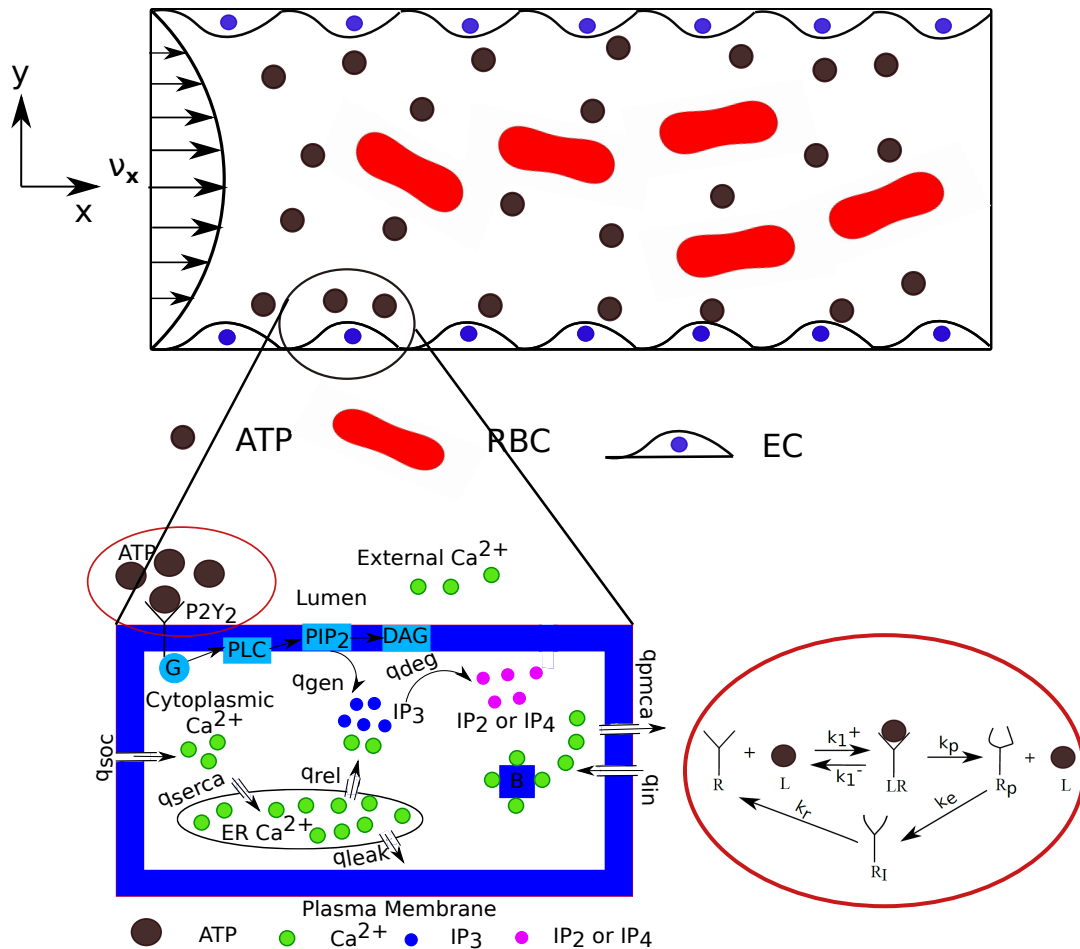 y
νx
x
ATP
RBC
EC
ATP
P2Y2
External Ca2+
Lumen
G
PLC
PIP2
DAG
qgen
qdeg
IP3
IP2 or IP4
Cytoplasmic
Ca2+
qsoc
qserca
qrel
ER Ca2+
qleak
B
qpmca
qin
Plasma Membrane
ATP
Ca2+
IP3
IP2 or IP4
R + L k1+ k1- LR kp Rp + L
kr
ke
RI